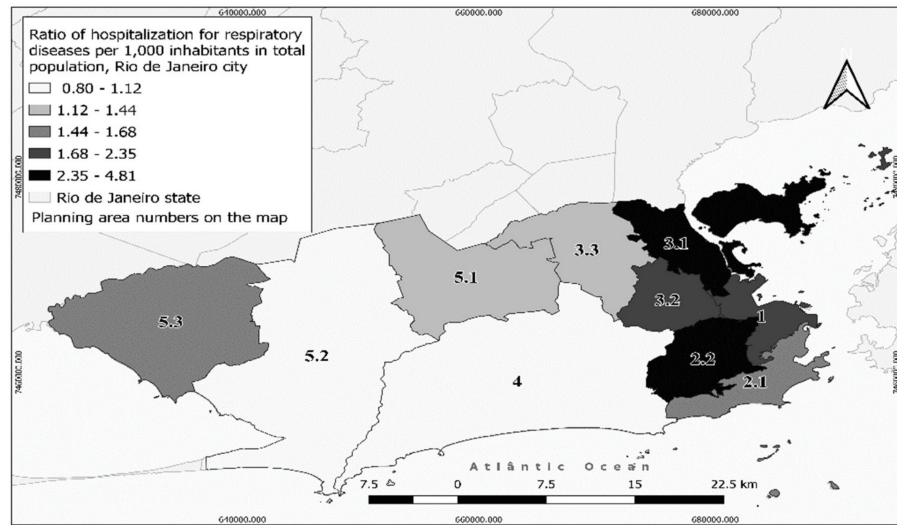 640000.000 660000.000 680000.000
Ratio of hospitalization for respiratory
diseases per 1,000 inhabitants in total
population, Rio de Janeiro city
0.80 - 1.12
1.12 - 1.44
1.44 - 1.68
1.68 - 2.35
2.35 - 4.81
Rio de Janeiro state
Planning area numbers on the map
N
7480000.000
7480000.000
3.1
3.3
5.1
3.2
5.3
1
5.2
2.2
4
2.1
7460000.000
7460000.000
Atlântic Ocean
7.5 0 7.5 15 22.5 km
640000.000 660000.000 680000.000